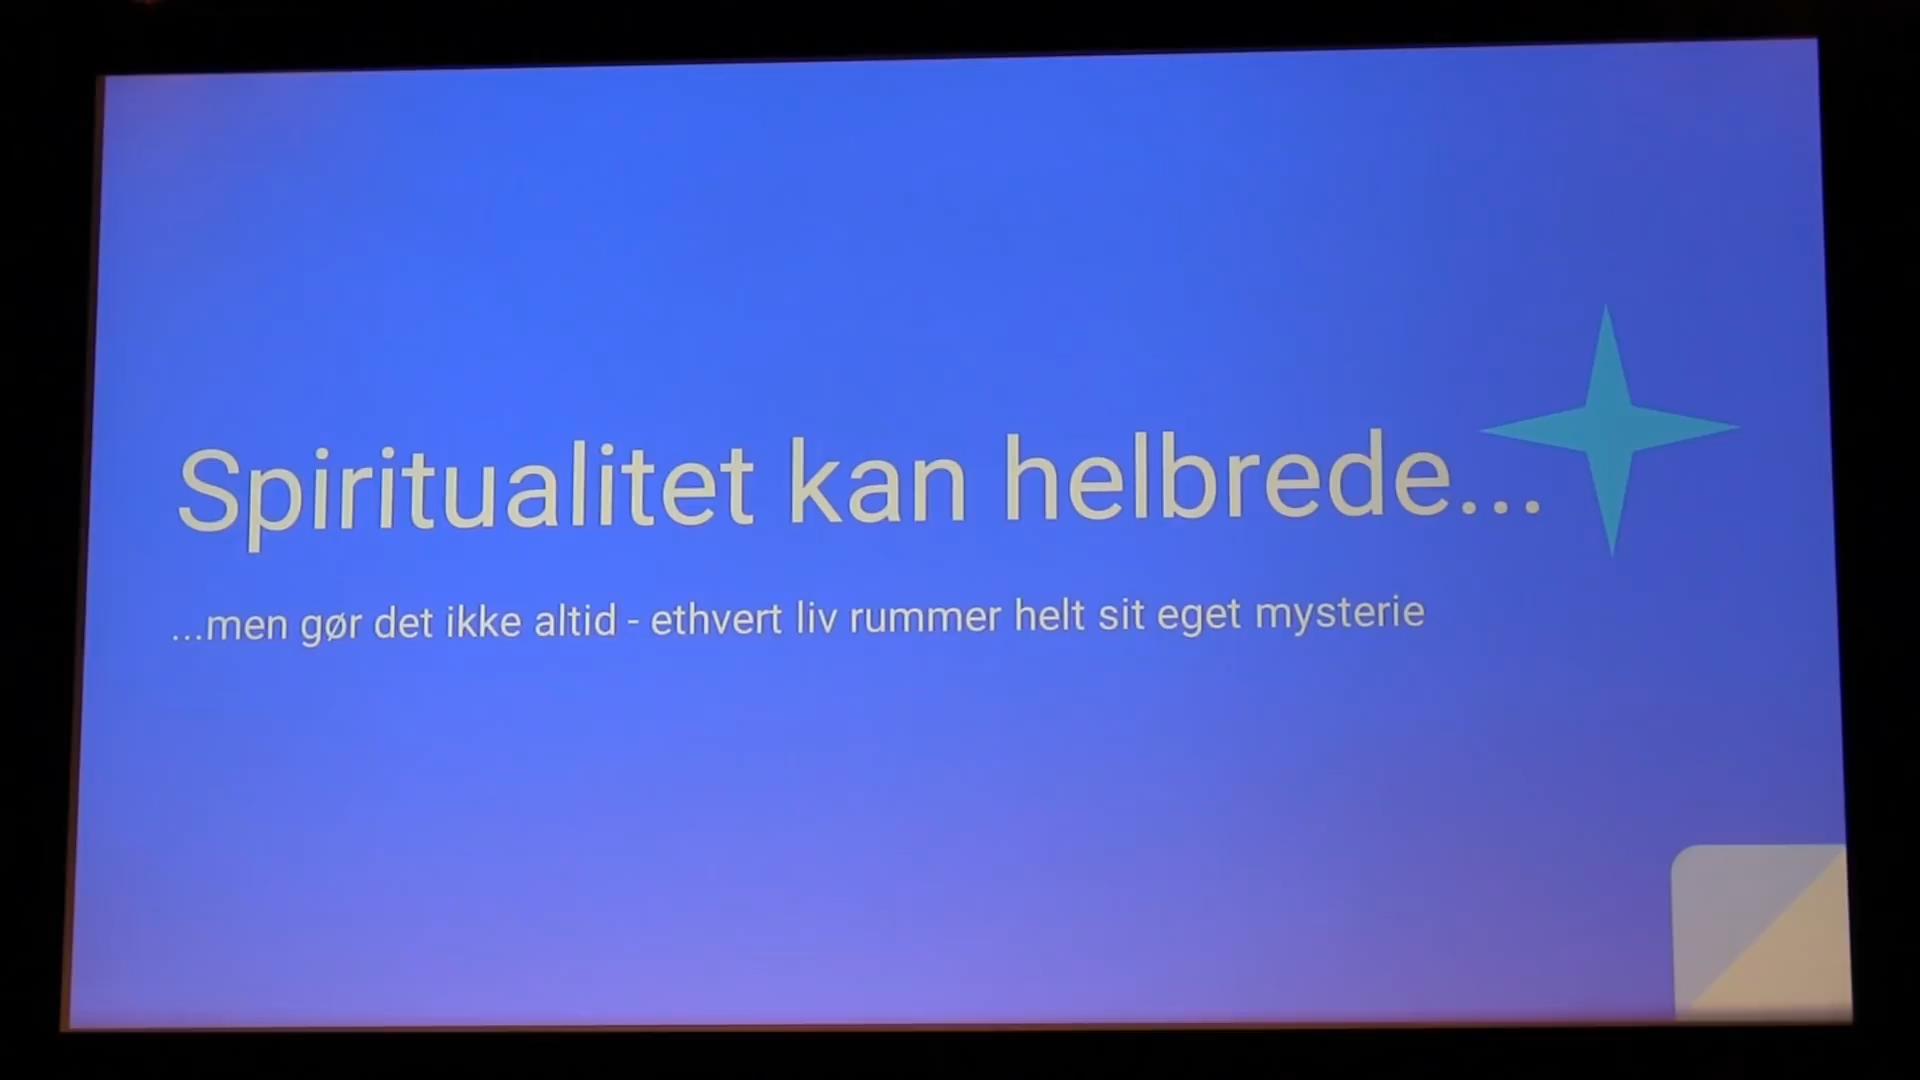 Spiritualitet kan helbrede...
...men gør det ikke altid - ethvert liv rummer helt sit eget mysterie